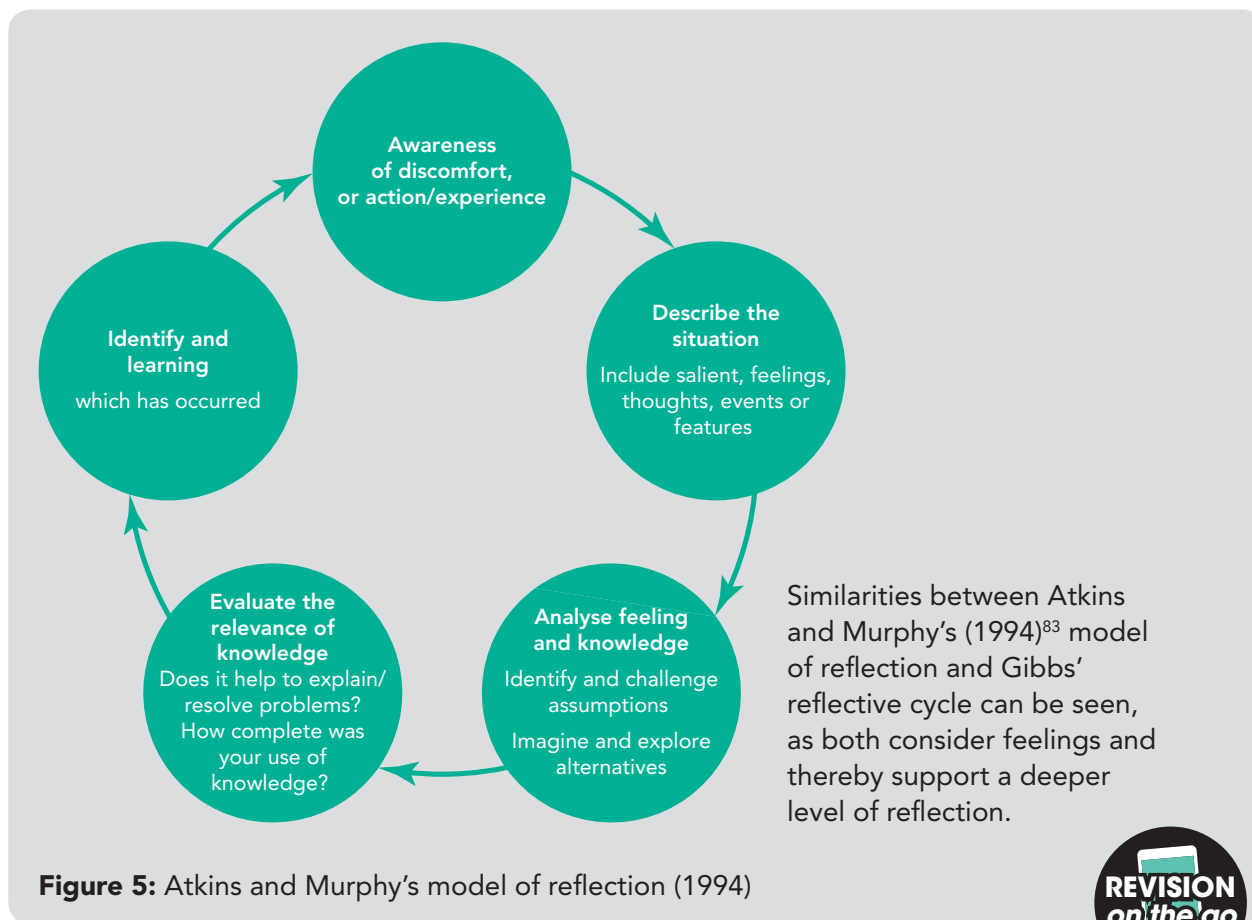 Awareness
of discomfort,
or action/experience
Describe the
situation
Include salient, feelings,
thoughts, events or
features
Analyse feeling
and knowledge
Identify and challenge
assumptions
Imagine and explore
alternatives
Evaluate the
relevance of
knowledge
Does it help to explain/
resolve problems?
How complete was
your use of
knowledge?
Identify and
learning
which has occurred
Similarities between Atkins
and Murphy’s (1994)⁸³ model
of reflection and Gibbs’
reflective cycle can be seen,
as both consider feelings and
thereby support a deeper
level of reflection.
Figure 5: Atkins and Murphy’s model of reflection (1994)
REVISION
on the go